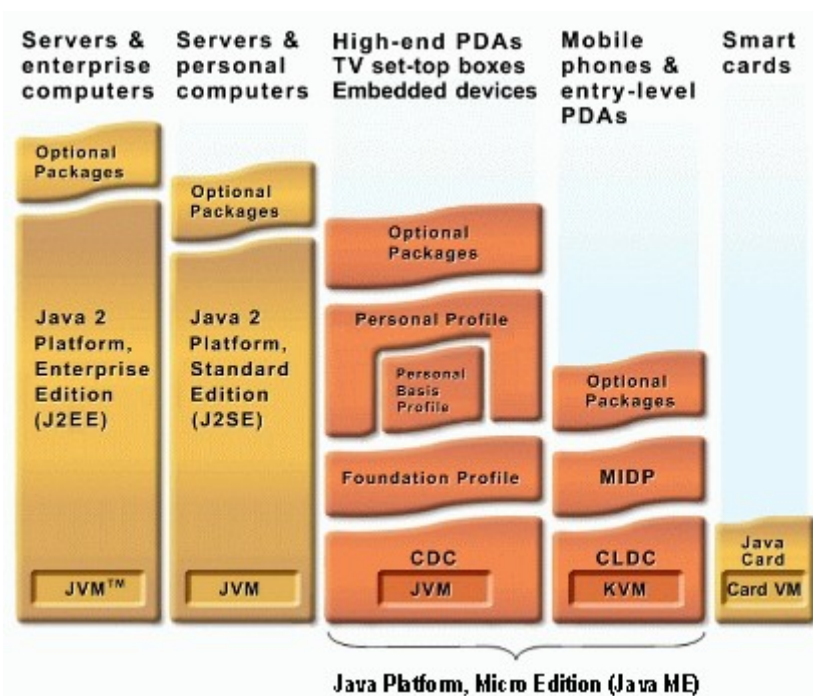 Servers &
enterprise
computers
Servers &
personal
computers
High-end PDAs
TV set-top boxes
Embedded devices
Mobile
phones &
entry-level
PDAs
Smart
cards
Optional
Packages
Java 2
Platform,
Enterprise
Edition
(J2EE)
JVM™
Optional
Packages
Java 2
Platform,
Standard
Edition
(J2SE)
JVM
Optional
Packages
Personal Profile
Personal
Basis
Profile
Foundation Profile
CDC
JVM
Optional
Packages
MIDP
CLDC
KVM
Java
Card
Card VM
Java Platform, Micro Edition (Java ME)